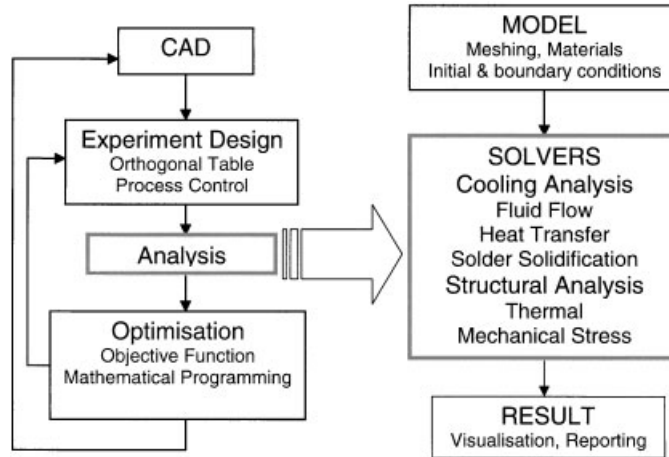 CAD
Experiment Design
Orthogonal Table
Process Control
Analysis
Optimisation
Objective Function
Mathematical Programming
MODEL
Meshing, Materials
Initial & boundary conditions
SOLVERS
Cooling Analysis
Fluid Flow
Heat Transfer
Solder Solidification
Structural Analysis
Thermal
Mechanical Stress
RESULT
Visualisation, Reporting